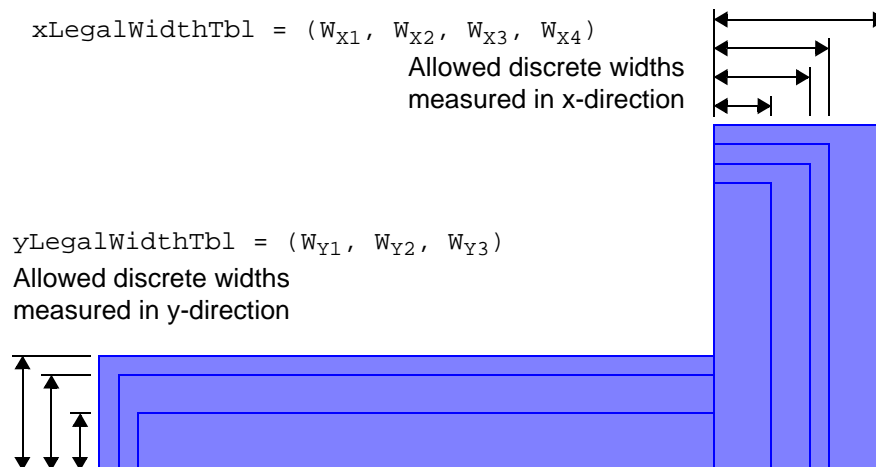 xLegalWidthTbl = (WX1, WX2, WX3, WX4)
Allowed discrete widths
measured in x-direction
yLegalWidthTbl = (WY1, WY2, WY3)
Allowed discrete widths
measured in y-direction